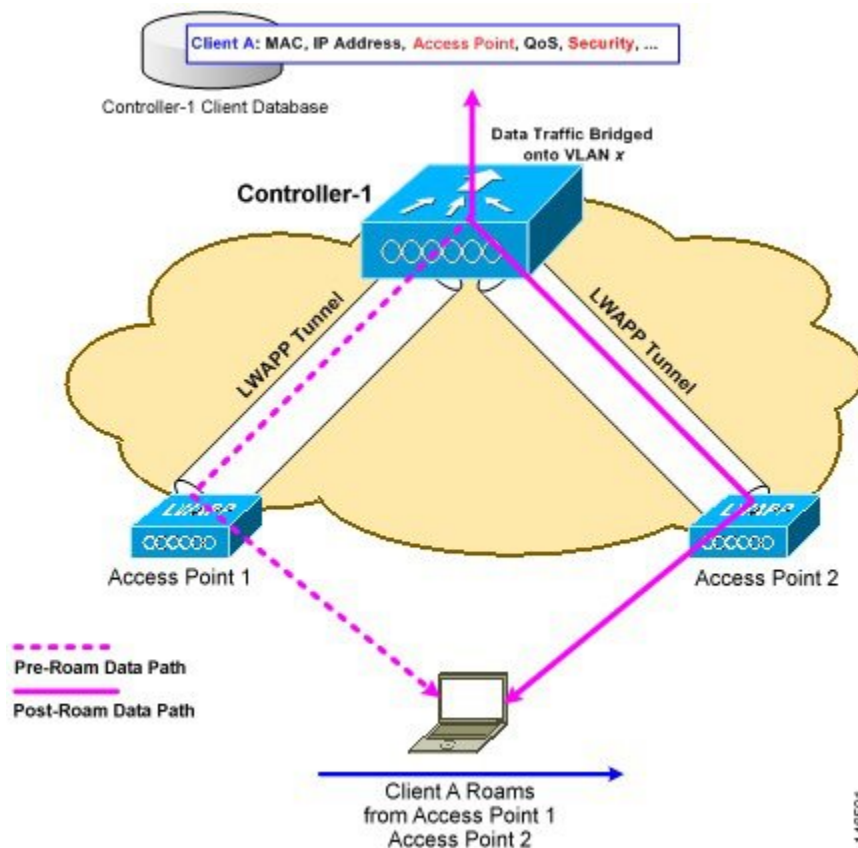 Client A: MAC, IP Address, Access Point, QoS, Security, ...
Controller-1 Client Database
Data Traffic Bridged
onto VLAN x
Controller-1
LWAPP Tunnel
LWAPP Tunnel
LWAPP
LWAPP
Access Point 1
Access Point 2
Pre-Roam Data Path
Post-Roam Data Path
Client A Roams
from Access Point 1
Access Point 2